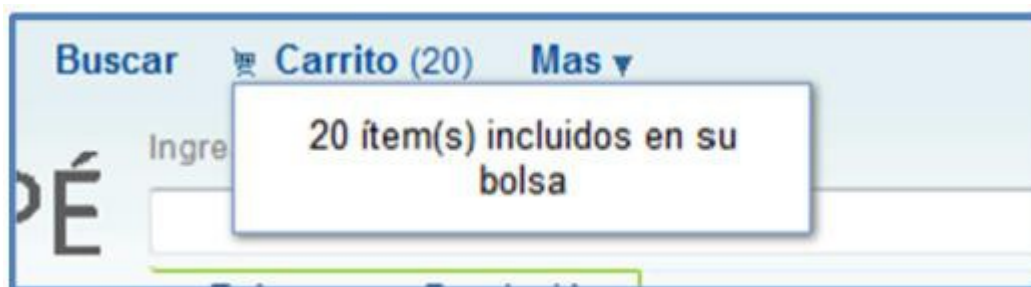 Buscar Carrito (20) Mas ▼
20 ítem(s) incluidos en su
bolsa
Ingre
PÉ